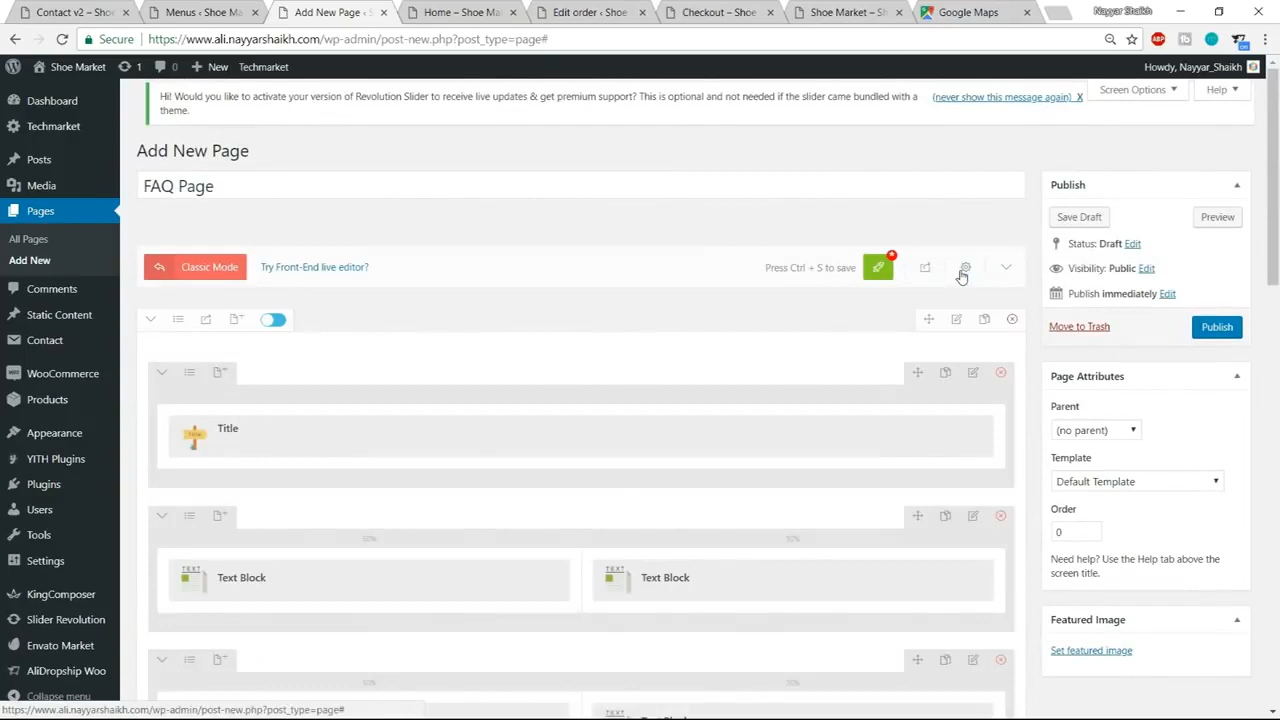 Contact v2 – Shoe M
Menus ‹ Shoe Ma
Add New Page ‹ S
Home – Shoe Mark
Edit order ‹ Shoe
Checkout – Shoe
Shoe Market – Sh
Google Maps
Nayyar Shaikh
Secure
https://www.ali.nayyarshaikh.com/wp-admin/post-new.php?post_type=page#
ABP
Shoe Market
1
0
New
Techmarket
Howdy, Nayyar_Shaikh
Hi! Would you like to activate your version of Revolution Slider to receive live updates & get premium support? This is optional and not needed if the slider came bundled with a
theme.
(never show this message again) X
Screen Options
Help
Dashboard
Techmarket
Posts
Media
Pages
All Pages
Add New
Comments
Static Content
Contact
WooCommerce
Products
Appearance
YITH Plugins
Plugins
Users
Tools
Settings
KingComposer
Slider Revolution
Envato Market
AliDropship Woo
Collapse menu
Add New Page
FAQ Page
Classic Mode
Try Front-End live editor?
Press Ctrl + S to save
Title
50%
50%
TEXT
Text Block
TEXT
Text Block
50%
50%
Publish
Save Draft
Preview
Status: Draft Edit
Visibility: Public Edit
Publish immediately Edit
Move to Trash
Publish
Page Attributes
Parent
(no parent)
Template
Default Template
Order
0
Need help? Use the Help tab above the
screen title.
Featured Image
Set featured image
https://www.ali.nayyarshaikh.com/wp-admin/post-new.php?post_type=page#